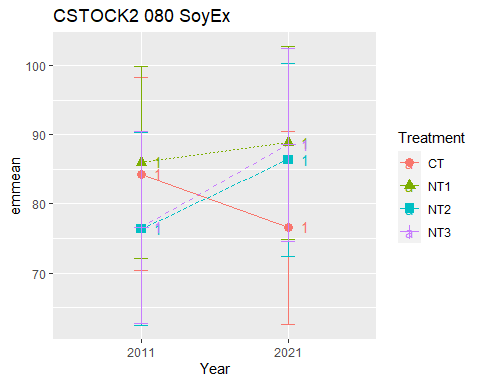 CSTOCK2 080 SoyEx
100
90
80
70
emmean
1
1
1
1
1
1
1
1
2011
2021
Year
Treatment
a CT
a NT1
a NT2
a NT3